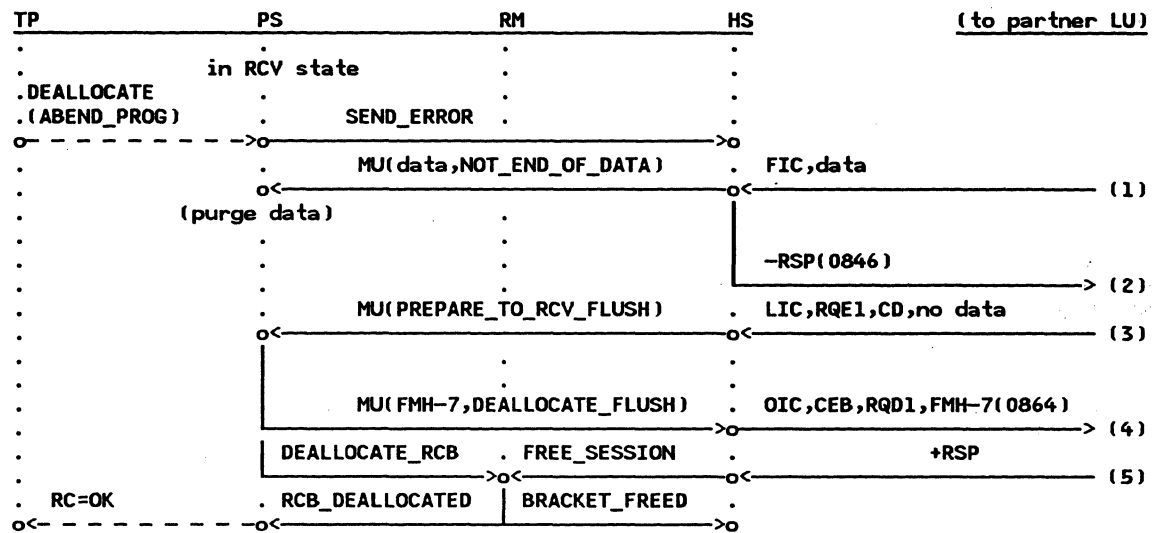 TP PS RM HS (to partner LU)
in RCV state
.DEALLOCATE
.(ABEND_PROG) SEND_ERROR
MU(data,NOT_END_OF_DATA) FIC,data
(1)
(purge data)
-RSP(0846)
(2)
MU(PREPARE_TO_RCV_FLUSH) LIC,RQE1,CD,no data
(3)
MU(FMH-7,DEALLOCATE_FLUSH) OIC,CEB,RQD1,FMH-7(0864)
(4)
DEALLOCATE_RCB FREE_SESSION +RSP
(5)
RC=OK RCB_DEALLOCATED BRACKET_FREED